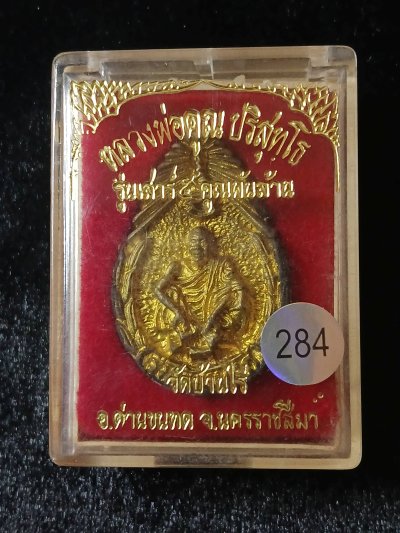 หลวงพ่อคูณ ปริสุทฺโธ
รุ่นเสาร์ ๕ คูณพันล้าน
284
วัดบ้านไร่
อ.ด่านขุนทด จ.นครราชสีมา